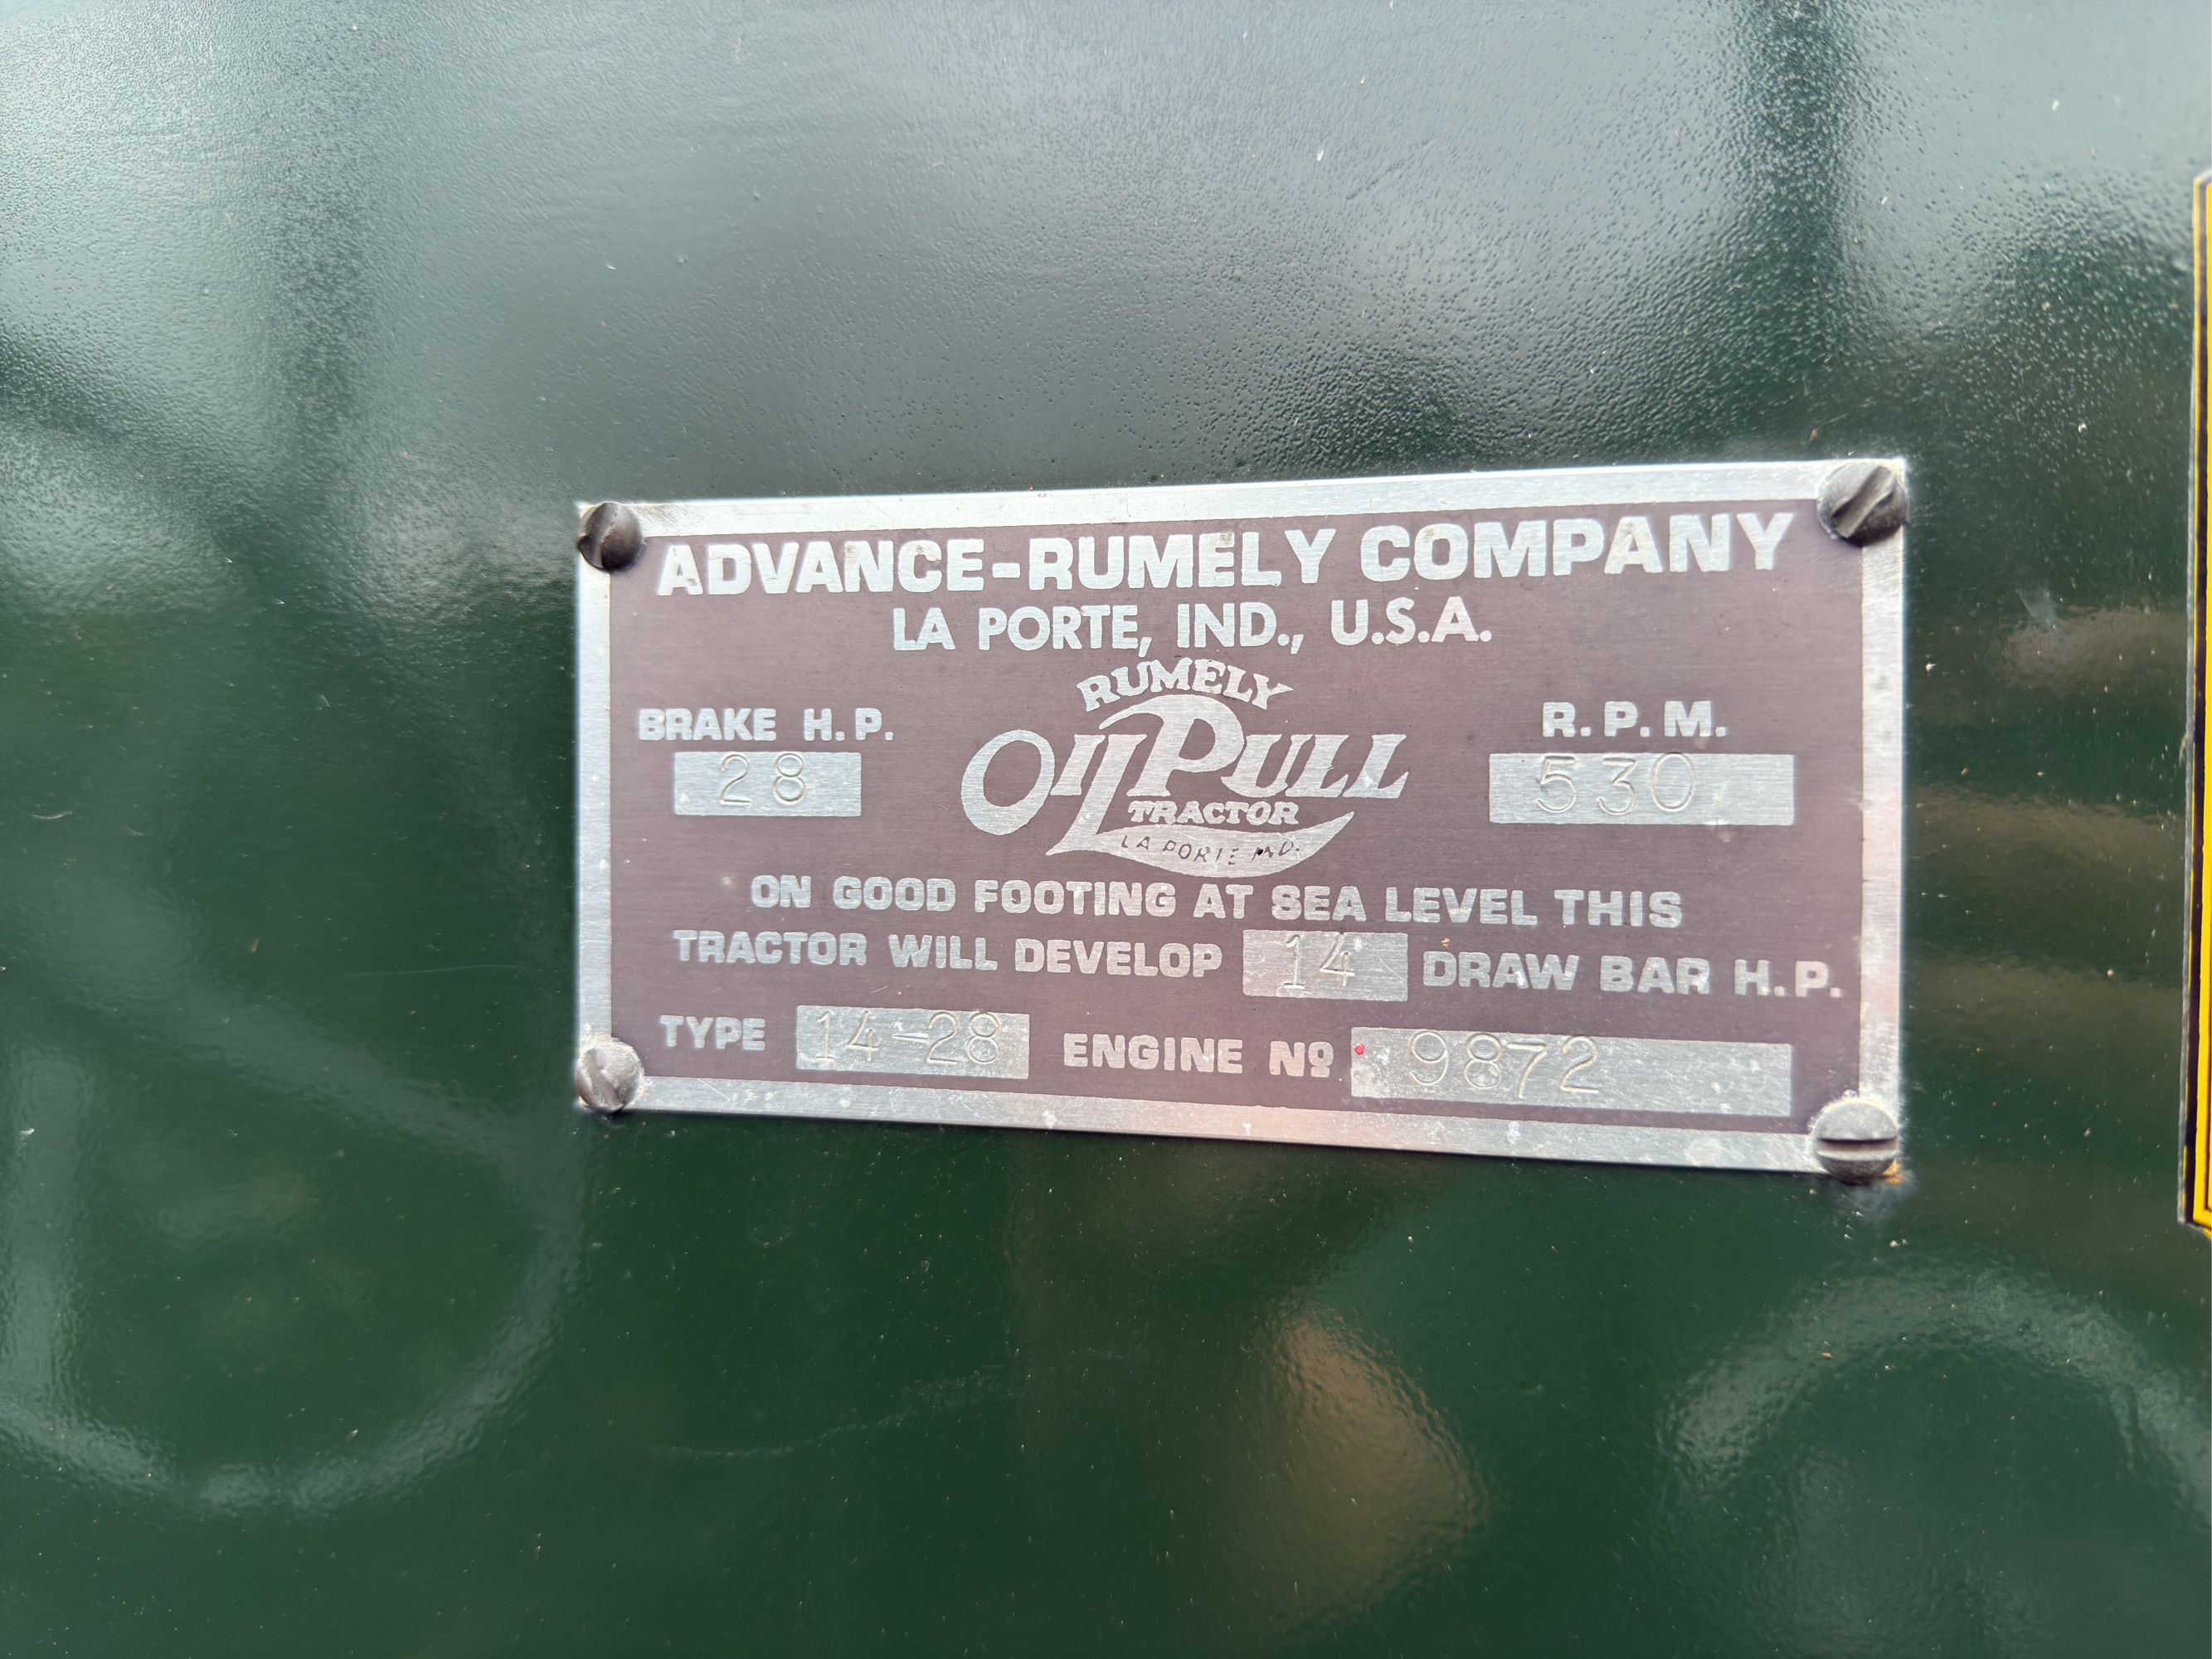 ADVANCE-RUMELY COMPANY
LA PORTE, IND., U.S.A.
RUMELY
OILPULL
TRACTOR
LA PORTE IND.
BRAKE H.P.
28
R.P.M.
530
ON GOOD FOOTING AT SEA LEVEL THIS
TRACTOR WILL DEVELOP 14 DRAW BAR H.P.
TYPE 14-28 ENGINE Nº 9872